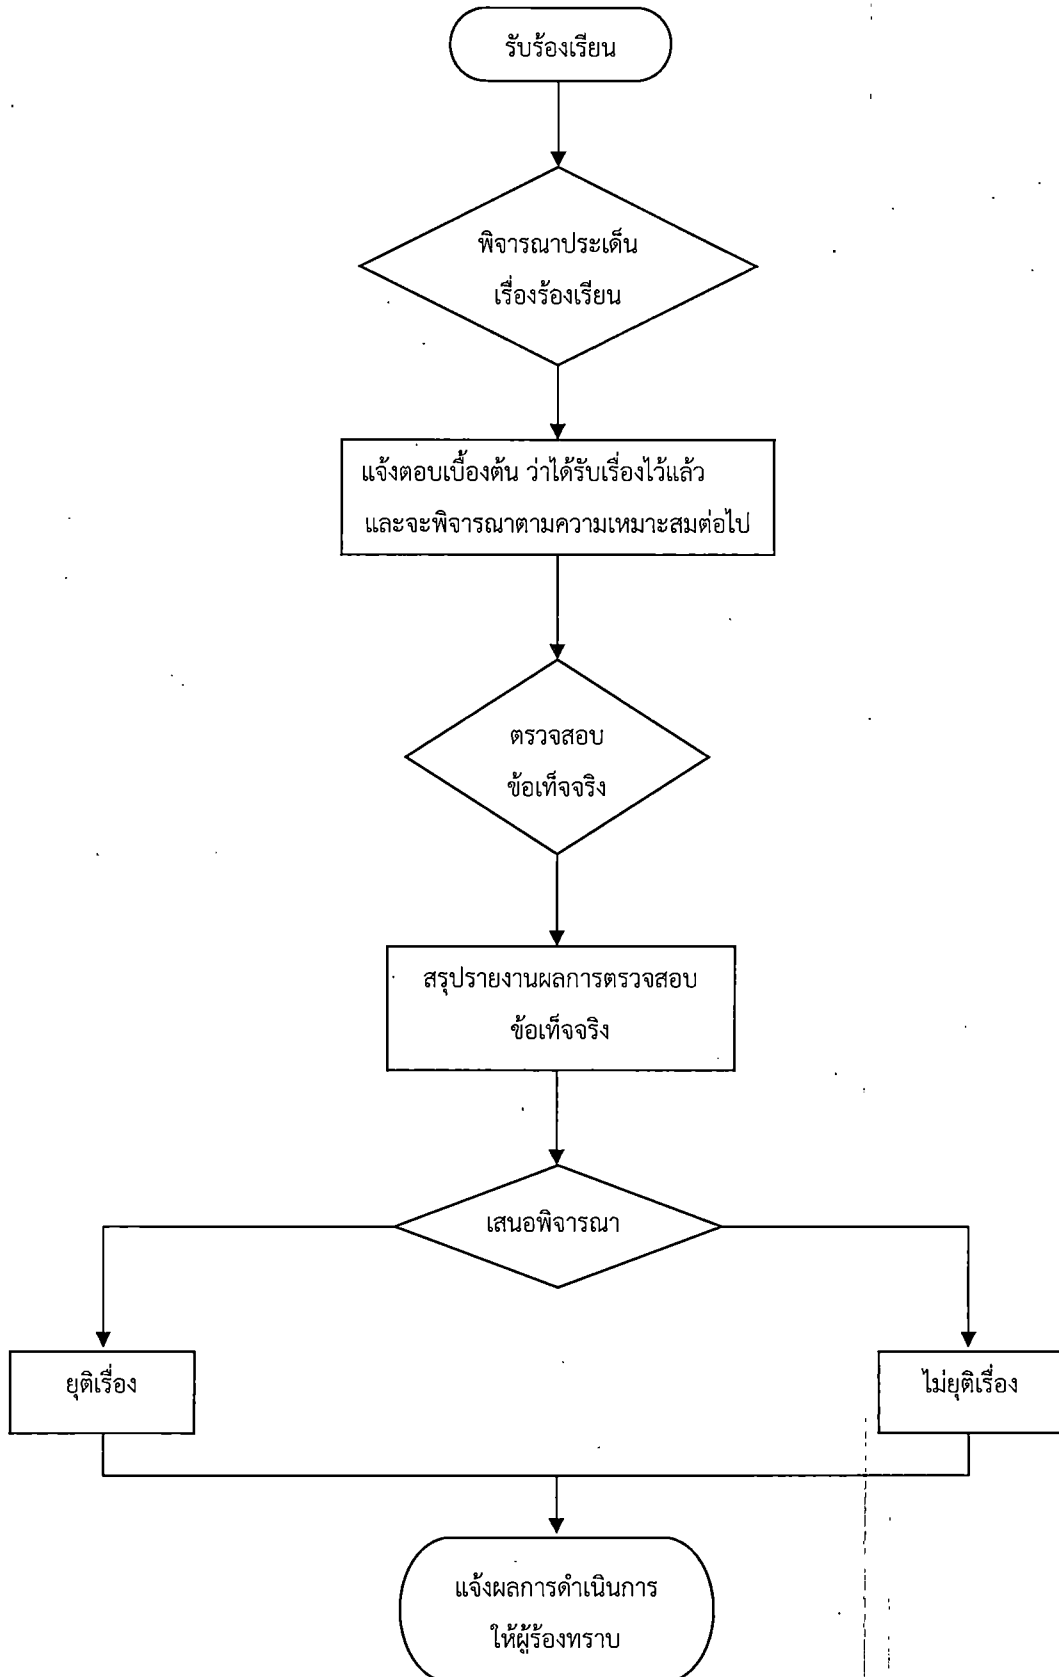 รับร้องเรียน
พิจารณาประเด็น
เรื่องร้องเรียน
แจ้งตอบเบื้องต้น ว่าได้รับเรื่องไว้แล้ว
และจะพิจารณาตามความเหมาะสมต่อไป
ตรวจสอบ
ข้อเท็จจริง
สรุปรายงานผลการตรวจสอบ
ข้อเท็จจริง
เสนอพิจารณา
ยุติเรื่อง
ไม่ยุติเรื่อง
แจ้งผลการดำเนินการ
ให้ผู้ร้องทราบ